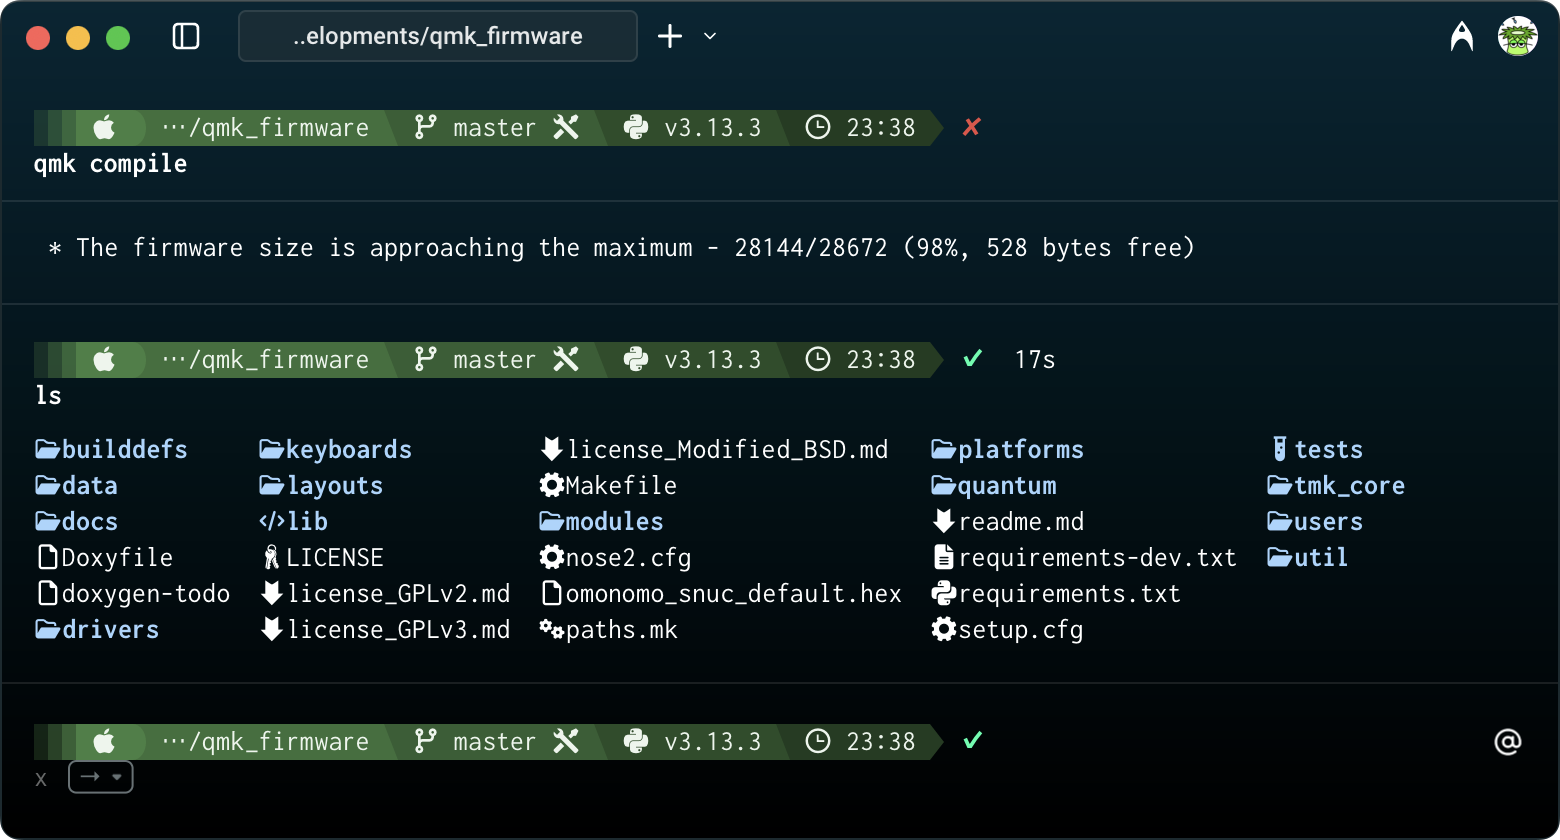 ..elopments/qmk_firmware
···/qmk_firmware master v3.13.3 23:38 ✗
qmk compile
* The firmware size is approaching the maximum - 28144/28672 (98%, 528 bytes free)
···/qmk_firmware master v3.13.3 23:38 ✓ 17s
ls
builddefs keyboards license_Modified_BSD.md platforms tests
data layouts Makefile quantum tmk_core
docs lib modules readme.md users
Doxyfile LICENSE nose2.cfg requirements-dev.txt util
doxygen-todo license_GPLv2.md omonomo_snuc_default.hex requirements.txt
drivers license_GPLv3.md paths.mk setup.cfg
···/qmk_firmware master v3.13.3 23:38 ✓ @
x →